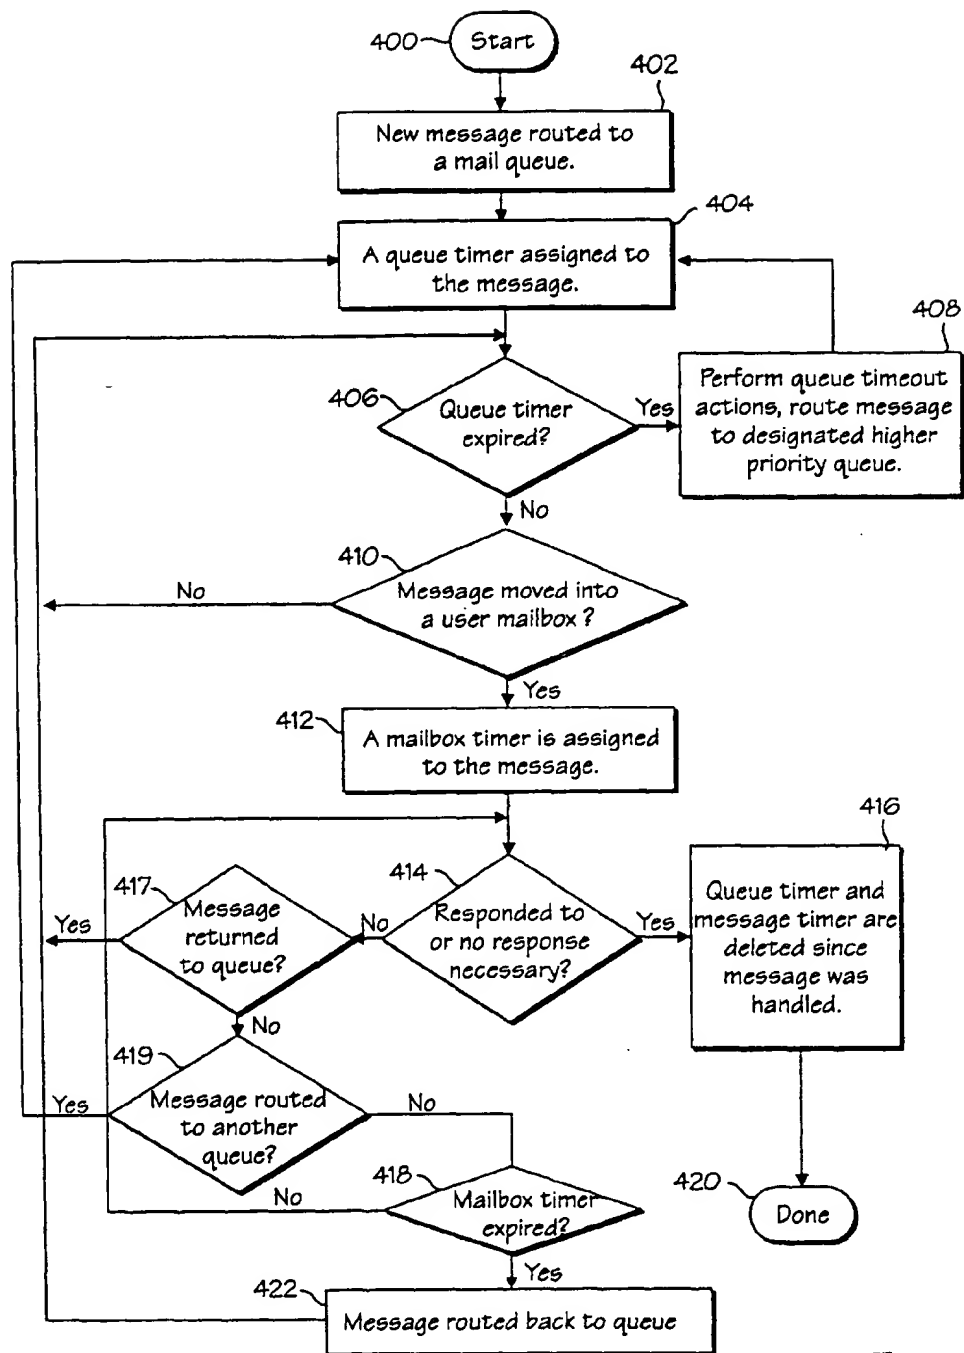 400
Start
402
New message routed to
a mail queue.
404
A queue timer assigned to
the message.
408
Perform queue timeout
actions, route message
to designated higher
priority queue.
406
Queue timer
expired?
Yes
No
410
Message moved into
a user mailbox?
No
Yes
412
A mailbox timer is assigned
to the message.
416
Queue timer and
message timer are
deleted since
message was
handled.
414
Responded to
or no response
necessary?
Yes
No
417
Message
returned
to queue?
Yes
No
419
Message routed
to another
queue?
Yes
No
418
Mailbox timer
expired?
No
Yes
420
Done
422
Message routed back to queue